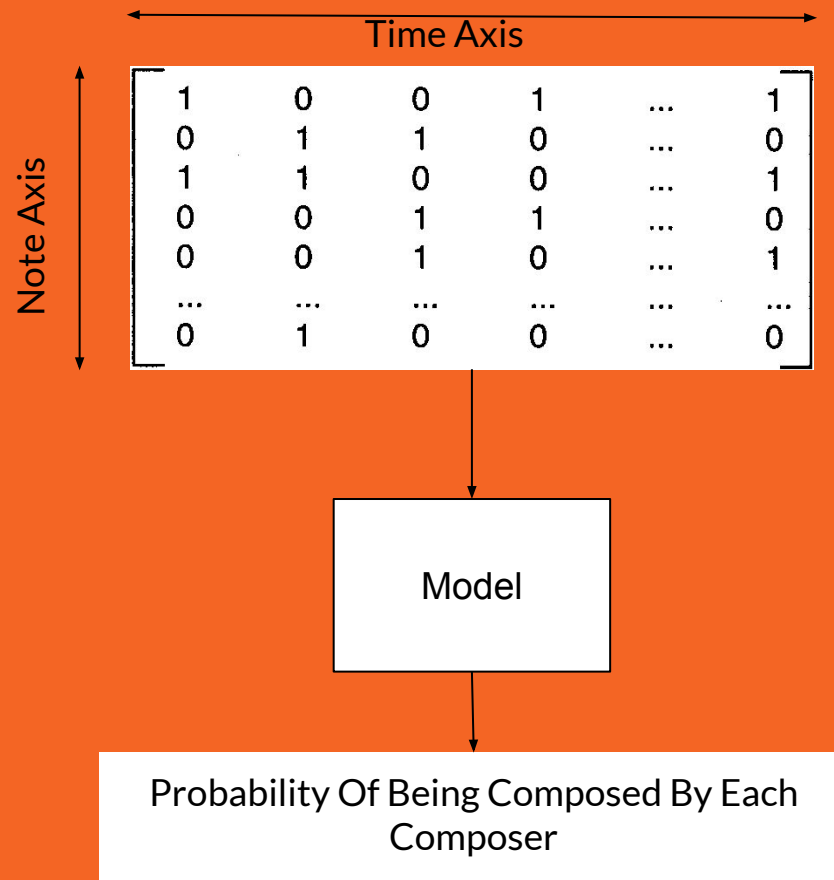 Time Axis
Note Axis
1 0 0 1 ... 1
0 1 1 0 ... 0
1 1 0 0 ... 1
0 0 1 1 ... 0
0 0 1 0 ... 1
... ... ... ... ... ...
0 1 0 0 ... 0
Model
Probability Of Being Composed By Each
Composer